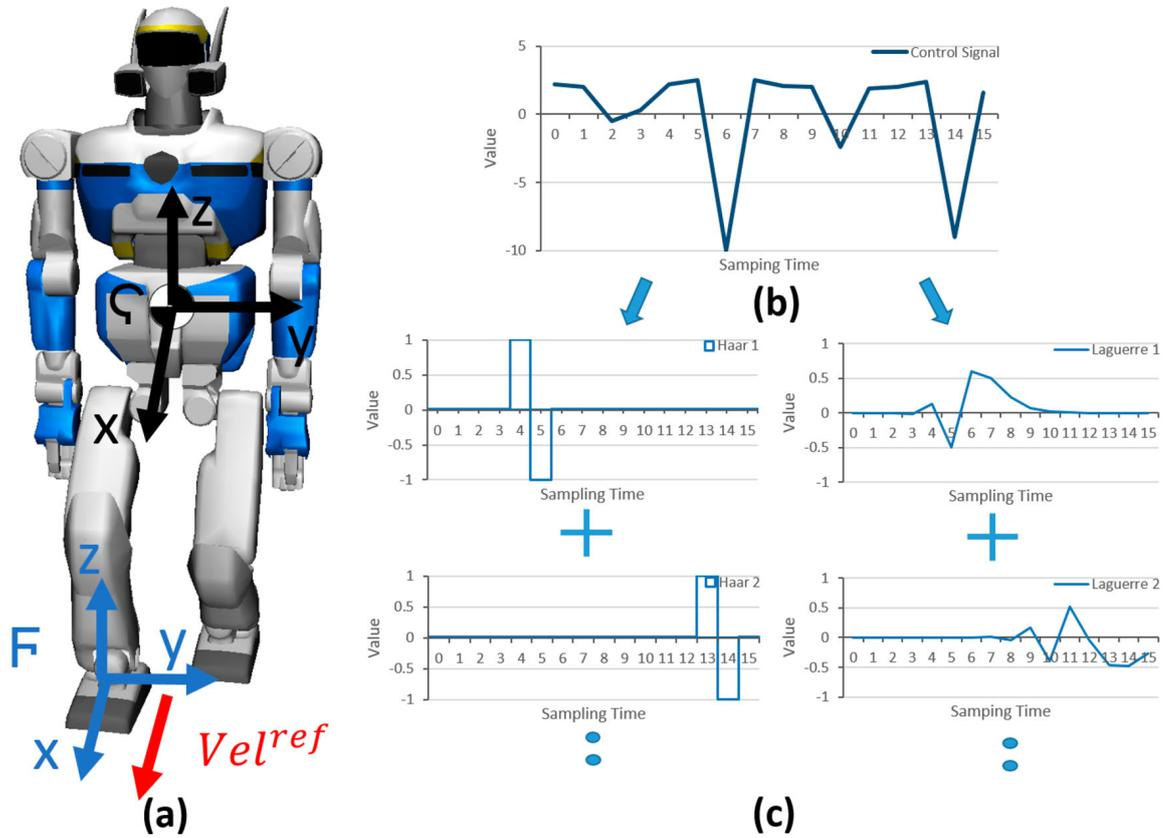 z
y
x
z
F
y
x
Vel^ref
(a)
5
0
-5
-10
Value
Control Signal
0 1 2 3 4 5 6 7 8 9 10 11 12 13 14 15
Samping Time
(b)
1
0.5
0
-0.5
-1
Value
Haar 1
0 1 2 3 4 5 6 7 8 9 10 11 12 13 14 15
Sampling Time
1
0.5
0
-0.5
-1
Value
Laguerre 1
0 1 2 3 4 5 6 7 8 9 10 11 12 13 14 15
Sampling Time
+
+
1
0.5
0
-0.5
-1
Value
Haar 2
0 1 2 3 4 5 6 7 8 9 10 11 12 13 14 15
Sampling Time
1
0.5
0
-0.5
-1
Value
Laguerre 2
0 1 2 3 4 5 6 7 8 9 10 11 12 13 14 15
Samping Time
(c)